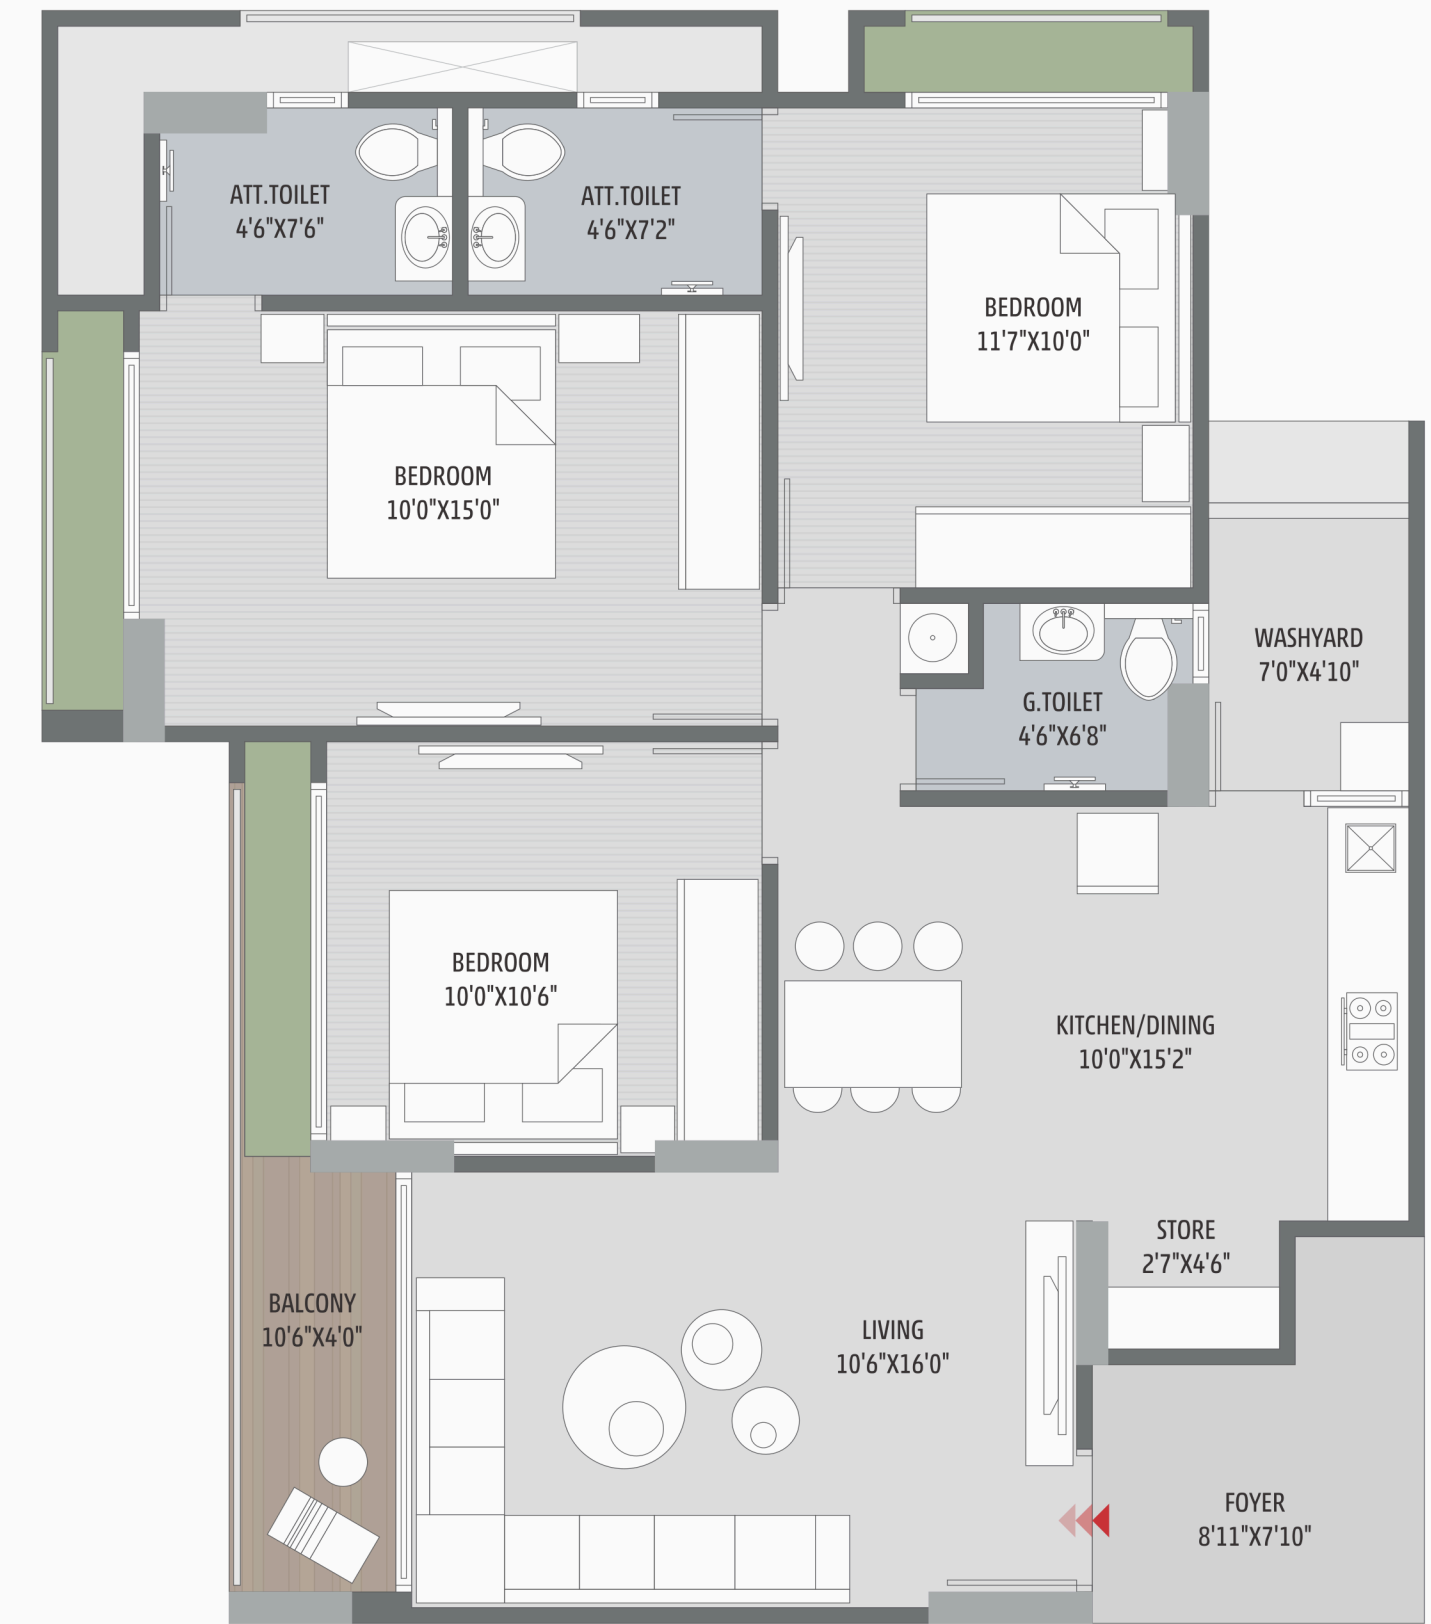 ATT.TOILET
4'6"X7'6"
ATT.TOILET
4'6"X7'2"
BEDROOM
11'7"X10'0"
BEDROOM
10'0"X15'0"
WASHYARD
7'0"X4'10"
G.TOILET
4'6"X6'8"
BEDROOM
10'0"X10'6"
KITCHEN/DINING
10'0"X15'2"
STORE
2'7"X4'6"
BALCONY
10'6"X4'0"
LIVING
10'6"X16'0"
FOYER
8'11"X7'10"